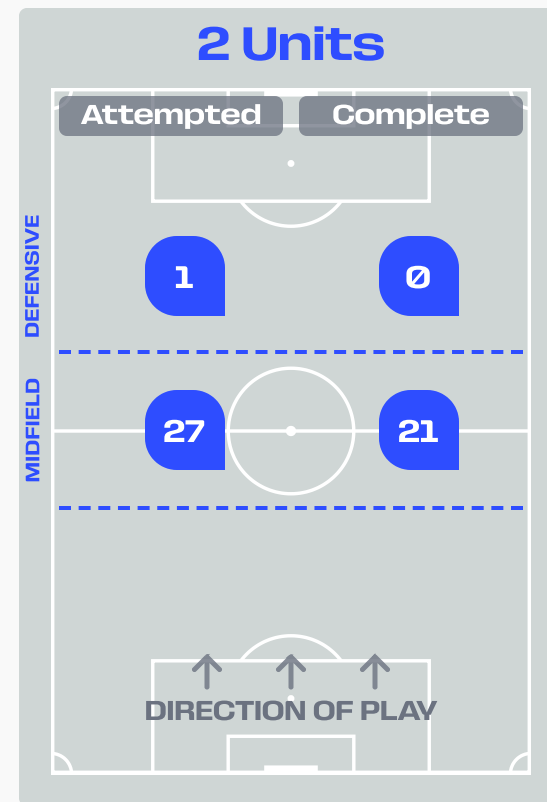 2 Units
Attempted
Complete
DEFENSIVE
1
0
MIDFIELD
27
21
DIRECTION OF PLAY